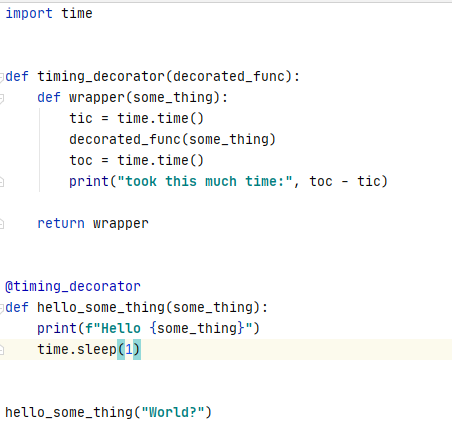 import time
def timing_decorator(decorated_func):
    def wrapper(some_thing):
        tic = time.time()
        decorated_func(some_thing)
        toc = time.time()
        print("took this much time:", toc - tic)
    return wrapper
@timing_decorator
def hello_some_thing(some_thing):
    print(f"Hello {some_thing}")
    time.sleep(1)
hello_some_thing("World?")